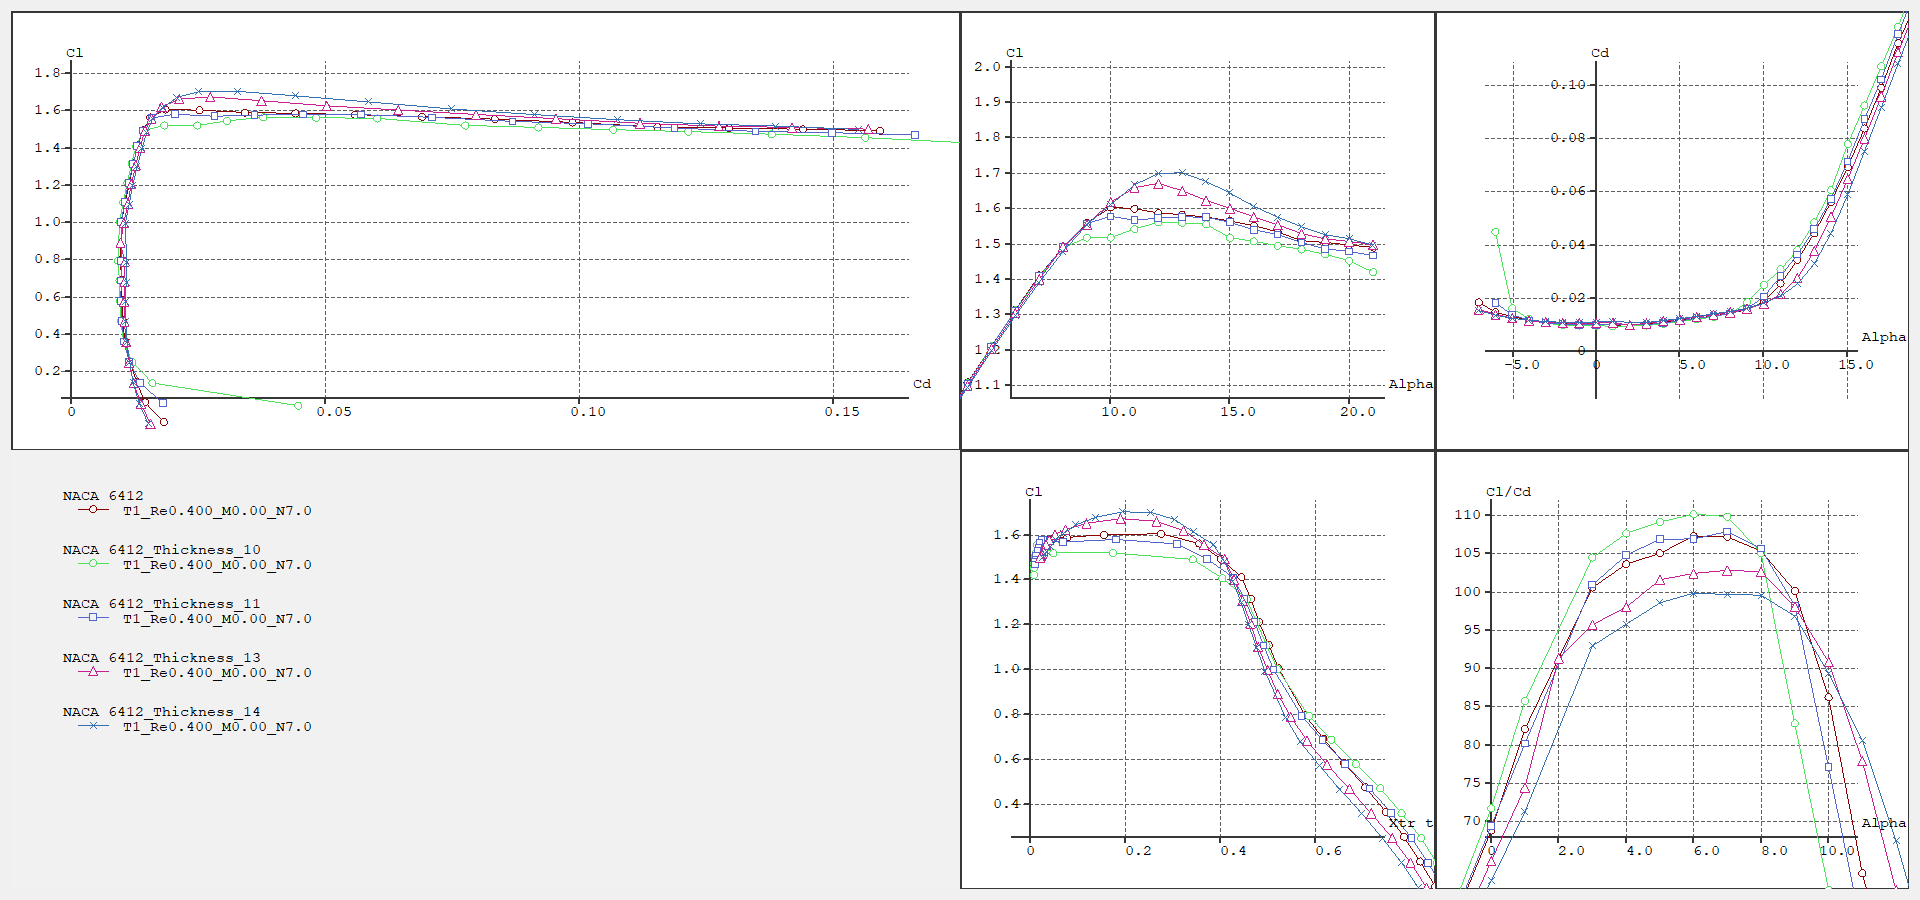 Cl
1.8
1.6
1.4
1.2
1.0
0.8
0.6
0.4
0.2
Cd
0 0.05 0.10 0.15
Cl
2.0
1.9
1.8
1.7
1.6
1.5
1.4
1.3
1.2
1.1
Alpha
10.0 15.0 20.0
Cd
0.10
0.08
0.06
0.04
0.02
0
Alpha
-5.0 0 5.0 10.0 15.0
NACA 6412
T1_Re0.400_M0.00_N7.0
NACA 6412_Thickness_10
T1_Re0.400_M0.00_N7.0
NACA 6412_Thickness_11
T1_Re0.400_M0.00_N7.0
NACA 6412_Thickness_13
T1_Re0.400_M0.00_N7.0
NACA 6412_Thickness_14
T1_Re0.400_M0.00_N7.0
Cl
1.6
1.4
1.2
1.0
0.8
0.6
0.4
Xtr t
0 0.2 0.4 0.6
Cl/Cd
110
105
100
95
90
85
80
75
70
Alpha
0 2.0 4.0 6.0 8.0 10.0